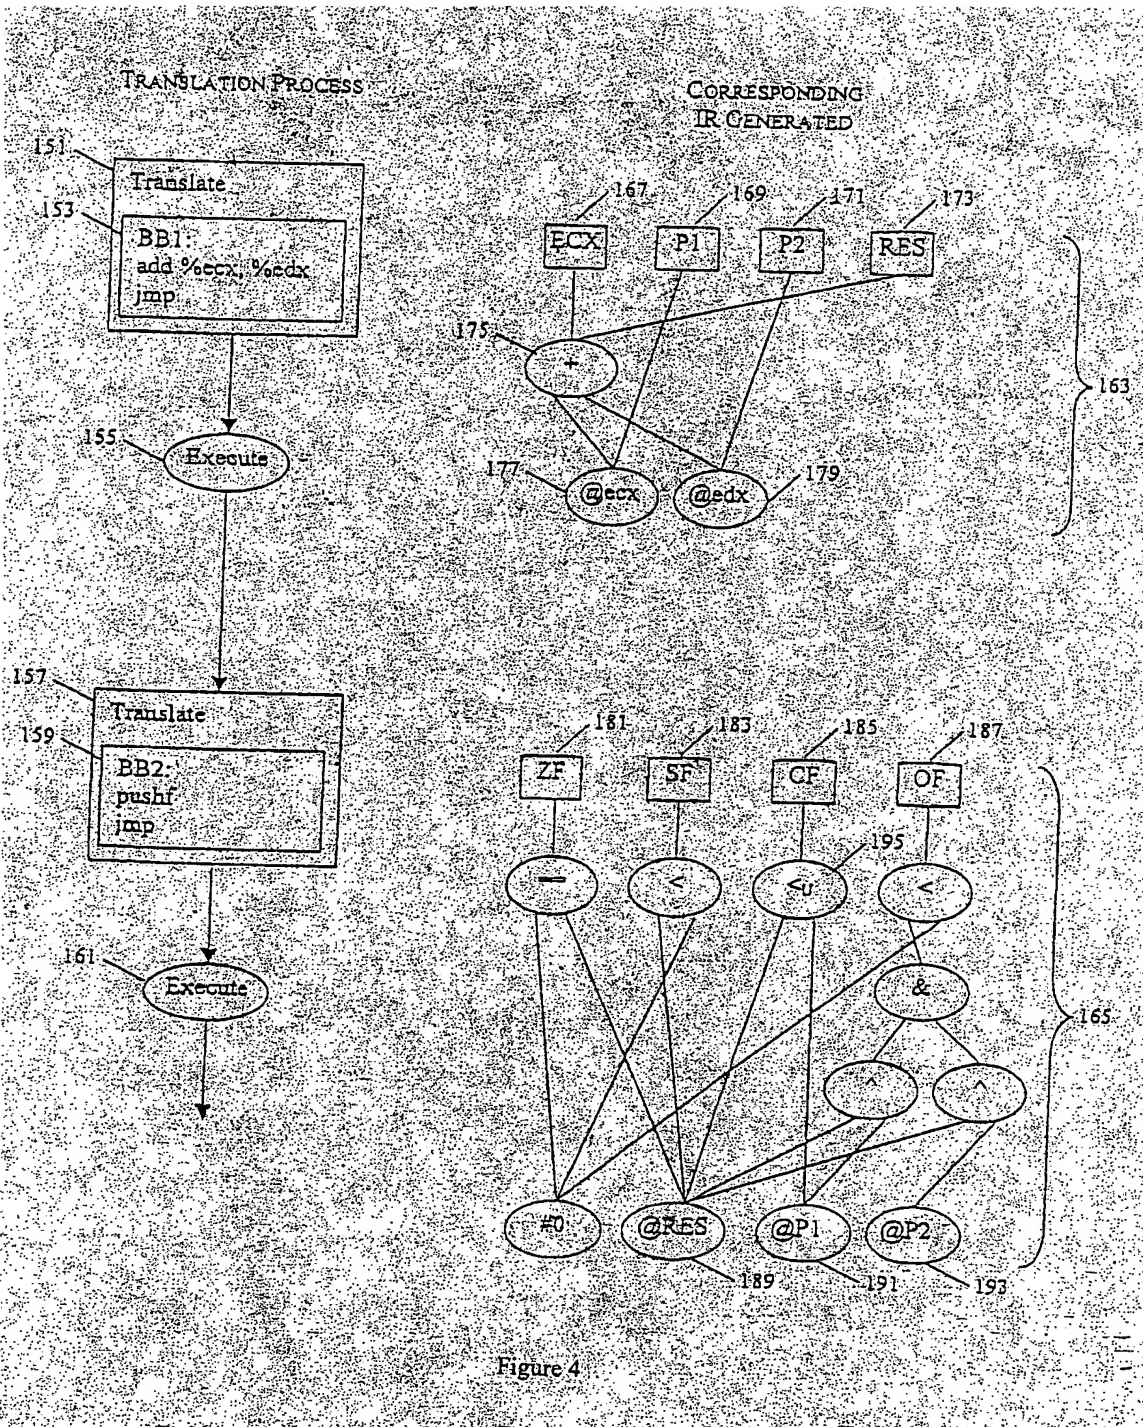 TRANSLATION PROCESS
CORRESPONDING
IR GENERATED
151
Translate
153
BB1:
add %ecx, %edx
jmp
155
Execute
157
Translate
159
BB2:
pushf
jmp
161
Execute
167
169
171
173
ECX
P1
P2
RES
175
+
163
177
@ecx
@edx
179
181
183
185
187
ZF
SF
CF
OF
195
==
<
<u
<
&
165
^
^
#0
@RES
@P1
@P2
189
191
193
Figure 4